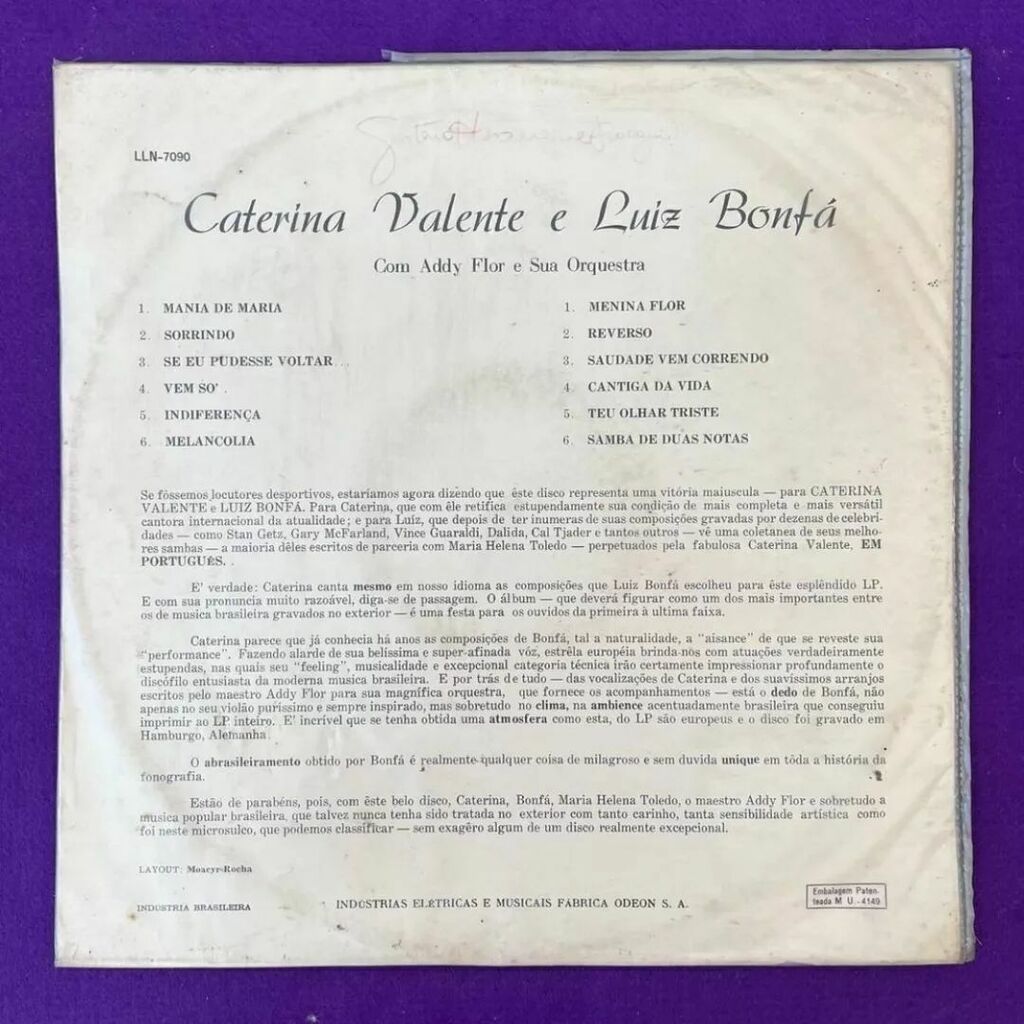 LLN-7090
Caterina Valente e Luiz Bonfá
Com Addy Flor e Sua Orquestra
1. MANIA DE MARIA
2. SORRINDO
3. SE EU PUDESSE VOLTAR...
4. VEM SO' .
5. INDIFERENÇA
6. MELANCOLIA
1. MENINA FLOR
2. REVERSO
3. SAUDADE VEM CORRENDO
4. CANTIGA DA VIDA
5. TEU OLHAR TRISTE
6. SAMBA DE DUAS NOTAS
Se fôssemos locutores desportivos, estaríamos agora dizendo que êste disco representa uma vitória maiuscula — para CATERINA
VALENTE e LUIZ BONFÁ. Para Caterina, que com êle retifica estupendamente sua condição de mais completa e mais versátil
cantora internacional da atualidade; e para Luíz, que depois de ter inumeras de suas composições gravadas por dezenas de celebri-
dades — como Stan Getz, Gary McFarland, Vince Guaraldi, Dalida, Cal Tjader e tantos outros — vê uma coletanea de seus melho-
res sambas — a maioria dêles escritos de parceria com Maria Helena Toledo — perpetuados pela fabulosa Caterina Valente, EM
PORTUGUÊS. .
E' verdade: Caterina canta mesmo em nosso idioma as composições que Luiz Bonfá escolheu para êste esplêndido LP.
E com sua pronuncia muito razoável, diga-se de passagem. O álbum — que deverá figurar como um dos mais importantes entre
os de musica brasileira gravados no exterior — é uma festa para os ouvidos da primeira à ultima faixa.
Caterina parece que já conhecia há anos as composições de Bonfá, tal a naturalidade, a "aisance" de que se reveste sua
"performance". Fazendo alarde de sua belíssima e super-afinada vóz, estrêla européia brinda-nos com atuações verdadeiramente
estupendas, nas quais seu "feeling", musicalidade e excepcional categoria técnica irão certamente impressionar profundamente o
discófilo entusiasta da moderna musica brasileira. E por trás de tudo — das vocalizações de Caterina e dos suavíssimos arranjos
escritos pelo maestro Addy Flor para sua magnífica orquestra, que fornece os acompanhamentos — está o dedo de Bonfá, não
apenas no seu violão puríssimo e sempre inspirado, mas sobretudo no clima, na ambience acentuadamente brasileira que conseguiu
imprimir ao LP inteiro. E' incrível que se tenha obtida uma atmosfera como esta, do LP são europeus e o disco foi gravado em
Hamburgo, Alemanha.
O abrasileiramento obtido por Bonfá é realmente qualquer coisa de milagroso e sem duvida unique em tôda a história da
fonografia.
Estão de parabéns, pois, com êste belo disco, Caterina, Bonfá, Maria Helena Toledo, o maestro Addy Flor e sobretudo a
musica popular brasileira, que talvez nunca tenha sido tratada no exterior com tanto carinho, tanta sensibilidade artística como
foi neste microsulco, que podemos classificar — sem exagêro algum de um disco realmente excepcional.
LAYOUT: Moacyr Rocha
INDUSTRIA BRASILEIRA
INDÚSTRIAS ELÉTRICAS E MUSICAIS FÁBRICA ODEON S. A.
Embalagem Paten-
teada M U - 4149